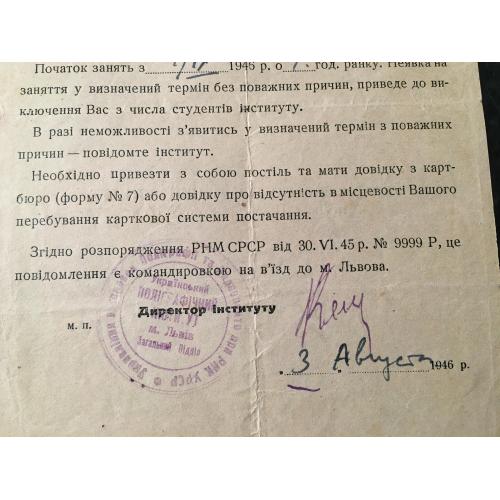 Початок занять з 1946 р. о год. ранку. Неявка на
заняття у визначений термін без поважних причин, приведе до ви-
ключення Вас з числа студентів інституту.
В разі неможливості з'явитись у визначений термін з поважних
причин — повідомте інститут.
Необхідно привезти з собою постіль та мати довідку з карт-
бюро (форму № 7) або довідку про відсутність в місцевості Вашого
перебування карткової системи постачання.
Згідно розпорядження РНМ СРСР від 30. VI. 45 р. № 9999 Р, це
повідомлення є командировкою на в'їзд до м. Львова.
Директор Інституту
м. п.
3 Августа 1946 р.
Український
ПОЛІГРАФІЧНИЙ
м. Львів
Загальний Відділ